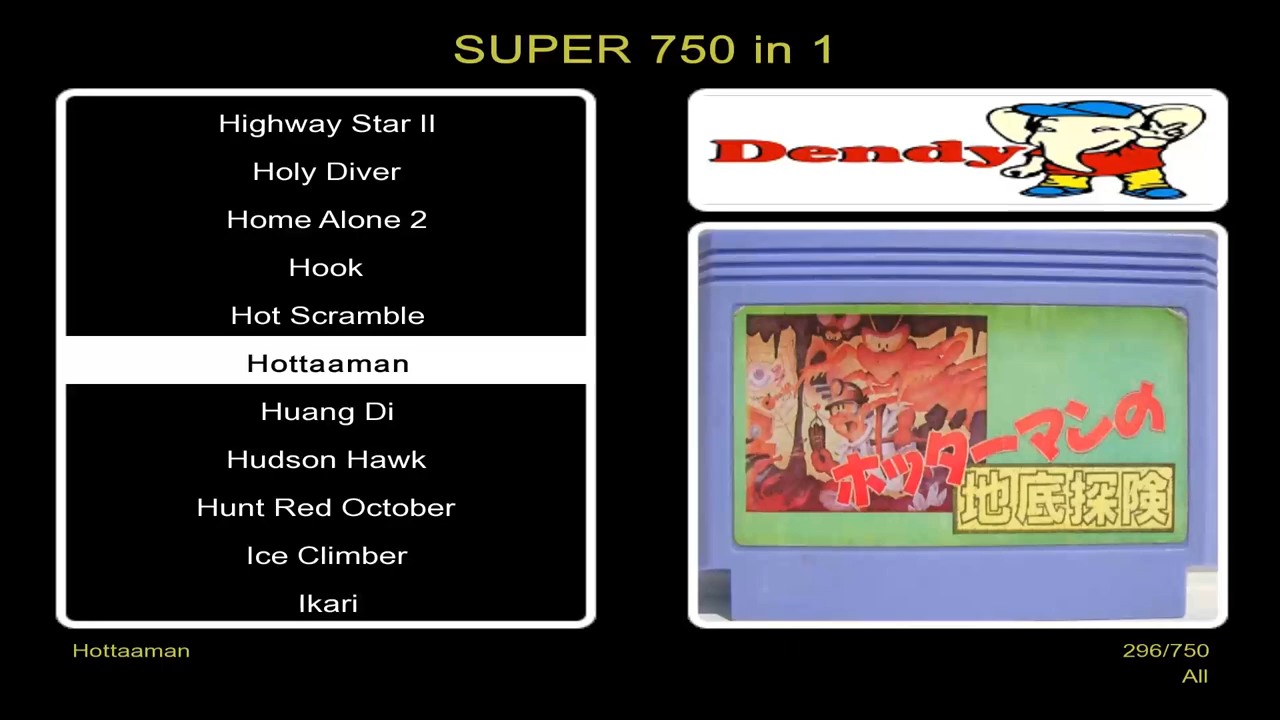 SUPER 750 in 1
Highway Star II
Holy Diver
Home Alone 2
Hook
Hot Scramble
Hottaaman
Huang Di
Hudson Hawk
Hunt Red October
Ice Climber
Ikari
Dendy
ホッターマンの
地底探険
Hottaaman
296/750
All